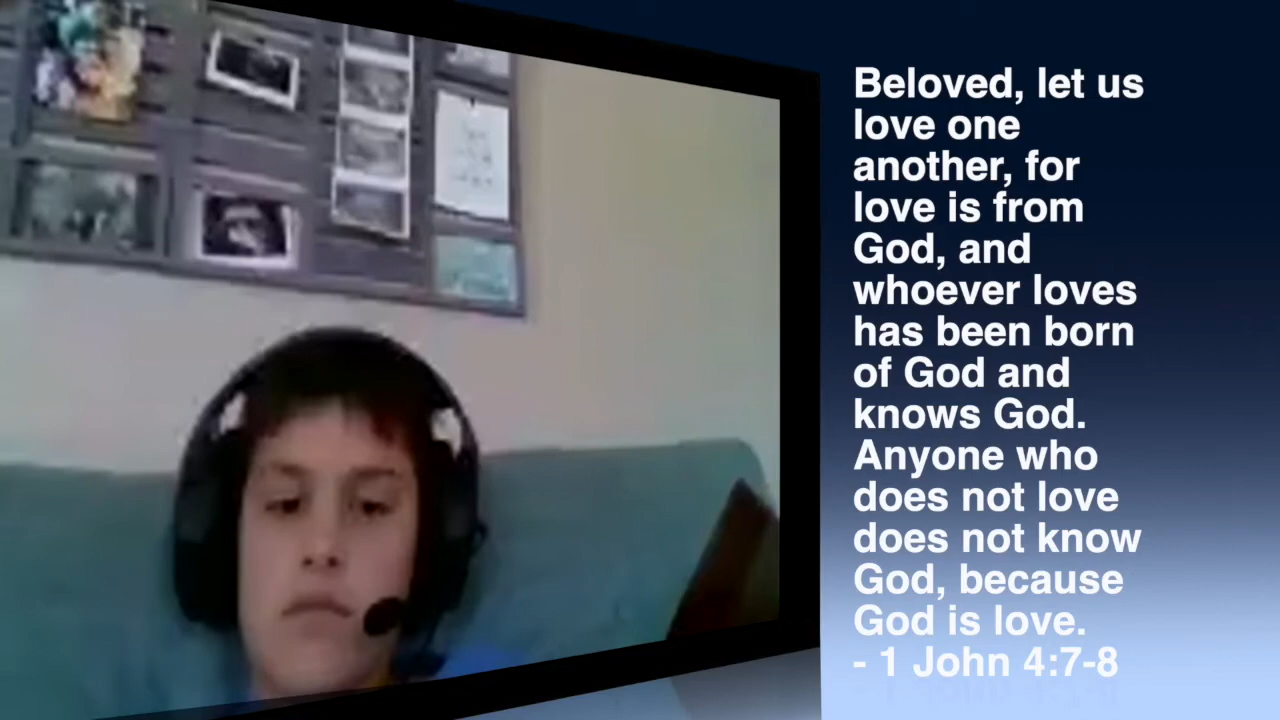 Beloved, let us
love one
another, for
love is from
God, and
whoever loves
has been born
of God and
knows God.
Anyone who
does not love
does not know
God, because
God is love.
- 1 John 4:7-8